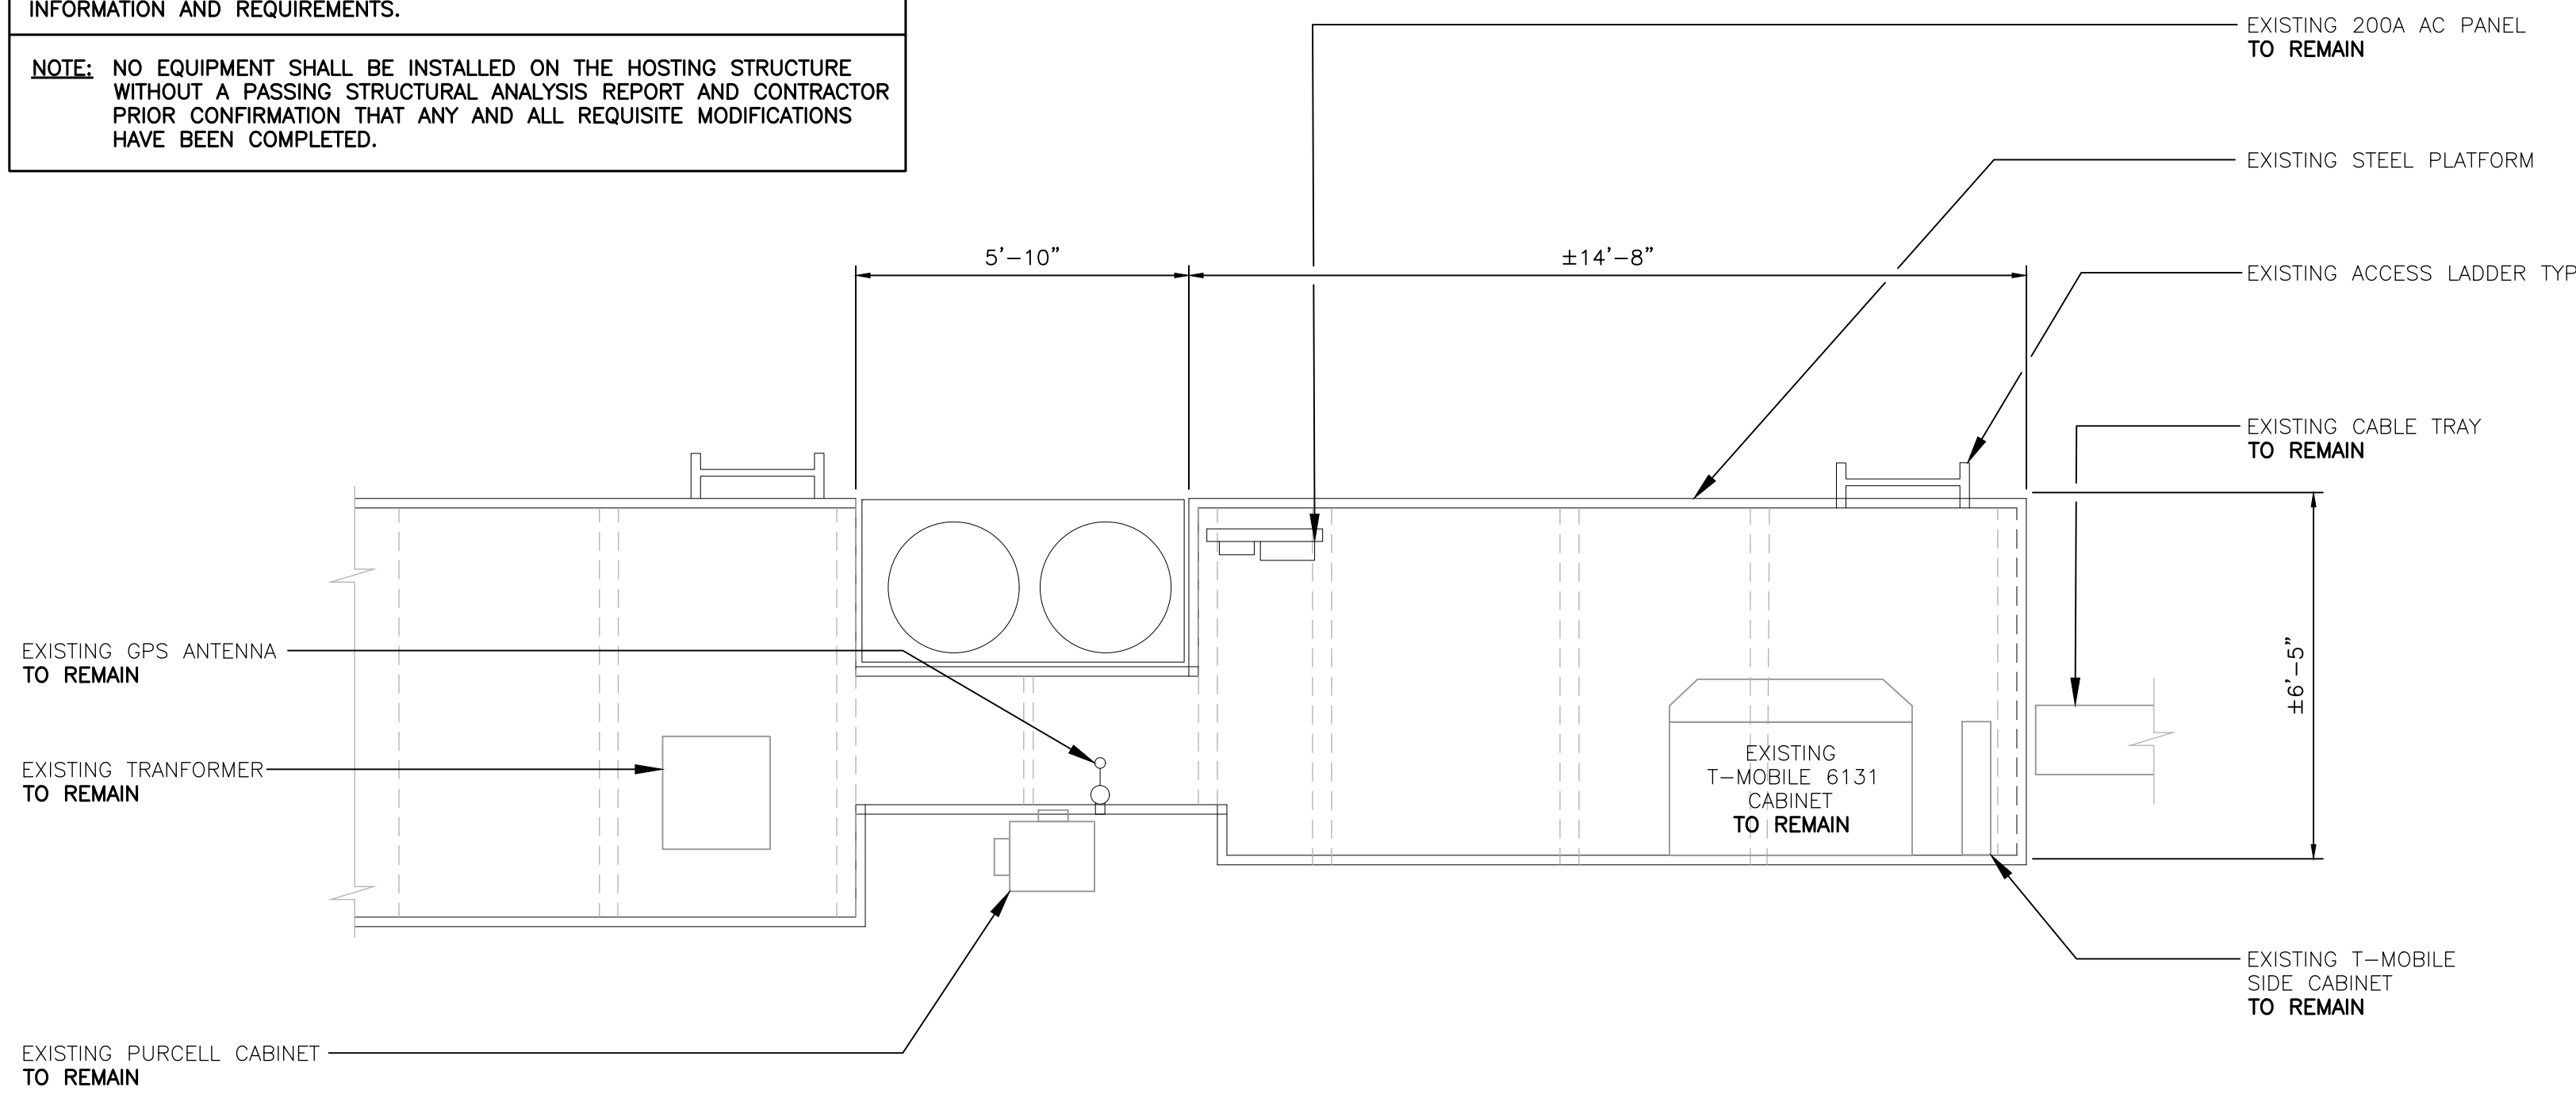 INFORMATION AND REQUIREMENTS.
NOTE: NO EQUIPMENT SHALL BE INSTALLED ON THE HOSTING STRUCTURE
WITHOUT A PASSING STRUCTURAL ANALYSIS REPORT AND CONTRACTOR
PRIOR CONFIRMATION THAT ANY AND ALL REQUISITE MODIFICATIONS
HAVE BEEN COMPLETED.
EXISTING 200A AC PANEL
TO REMAIN
EXISTING STEEL PLATFORM
EXISTING ACCESS LADDER TYP
5'-10"
±14'-8"
EXISTING CABLE TRAY
TO REMAIN
±6'-5"
EXISTING GPS ANTENNA
TO REMAIN
EXISTING TRANFORMER
TO REMAIN
EXISTING
T-MOBILE 6131
CABINET
TO REMAIN
EXISTING T-MOBILE
SIDE CABINET
TO REMAIN
EXISTING PURCELL CABINET
TO REMAIN